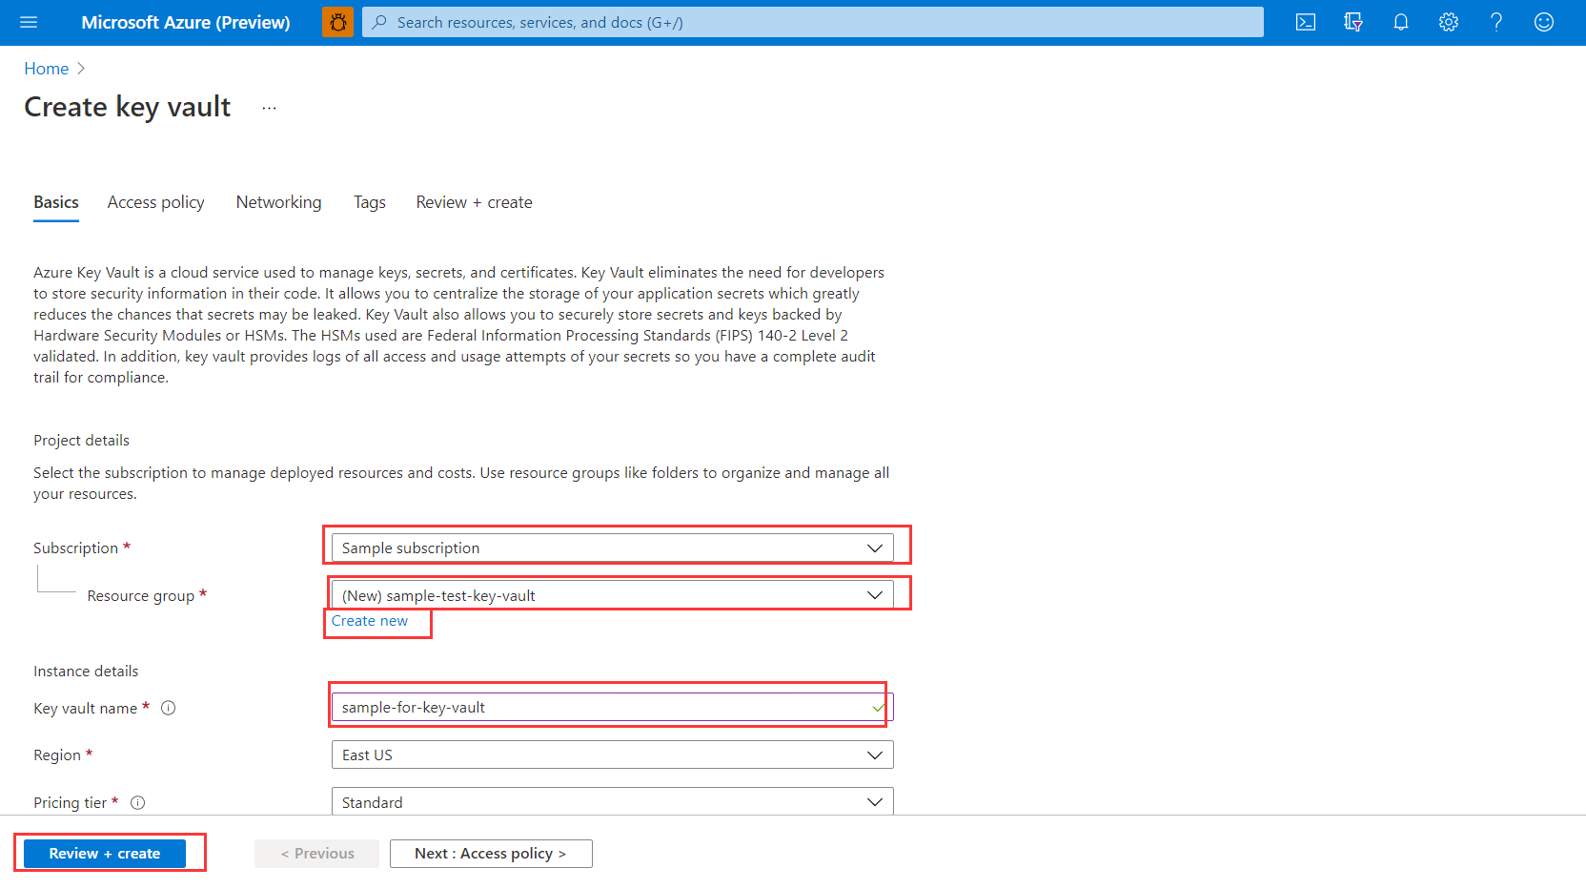 Microsoft Azure (Preview)
Search resources, services, and docs (G+/)
Home >
Create key vault ...
Basics Access policy Networking Tags Review + create
Azure Key Vault is a cloud service used to manage keys, secrets, and certificates. Key Vault eliminates the need for developers
to store security information in their code. It allows you to centralize the storage of your application secrets which greatly
reduces the chances that secrets may be leaked. Key Vault also allows you to securely store secrets and keys backed by
Hardware Security Modules or HSMs. The HSMs used are Federal Information Processing Standards (FIPS) 140-2 Level 2
validated. In addition, key vault provides logs of all access and usage attempts of your secrets so you have a complete audit
trail for compliance.
Project details
Select the subscription to manage deployed resources and costs. Use resource groups like folders to organize and manage all
your resources.
Subscription * Sample subscription
Resource group * (New) sample-test-key-vault
Create new
Instance details
Key vault name * sample-for-key-vault
Region * East US
Pricing tier * Standard
Review + create < Previous Next : Access policy >